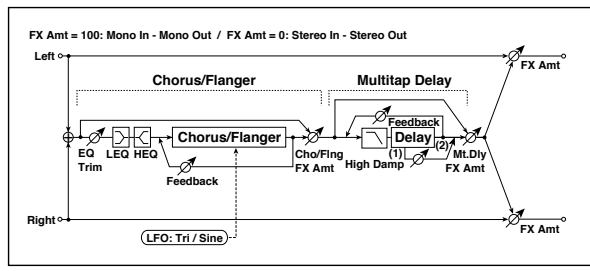 FX Amt = 100: Mono In - Mono Out / FX Amt = 0: Stereo In - Stereo Out
Left
FX Amt
Chorus/Flanger
Multitap Delay
Feedback
EQ Trim
LEQ
HEQ
Chorus/Flanger
Cho/Flng FX Amt
High Damp
Delay
(1)
(2)
Mt.Dly FX Amt
Feedback
Right
FX Amt
LFO: Tri / Sine